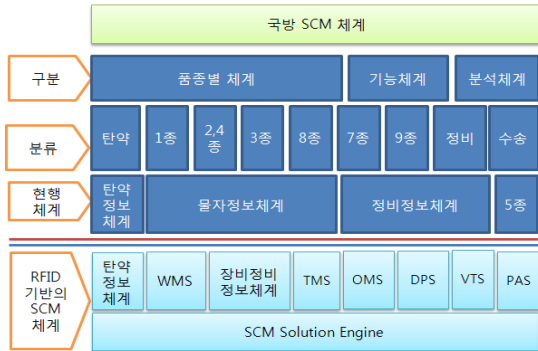 국방 SCM 체계
구분
품종별 체계
기능체계
분석체계
분류
탄약
1종
2,4
종
3종
8종
7종
9종
정비
수송
현행
체계
탄약
정보
체계
물자정보체계
정비정보체계
5종
RFID
기반의
SCM
체계
탄약
정보
체계
WMS
장비정비
정보체계
TMS
OMS
DPS
VTS
PAS
SCM Solution Engine